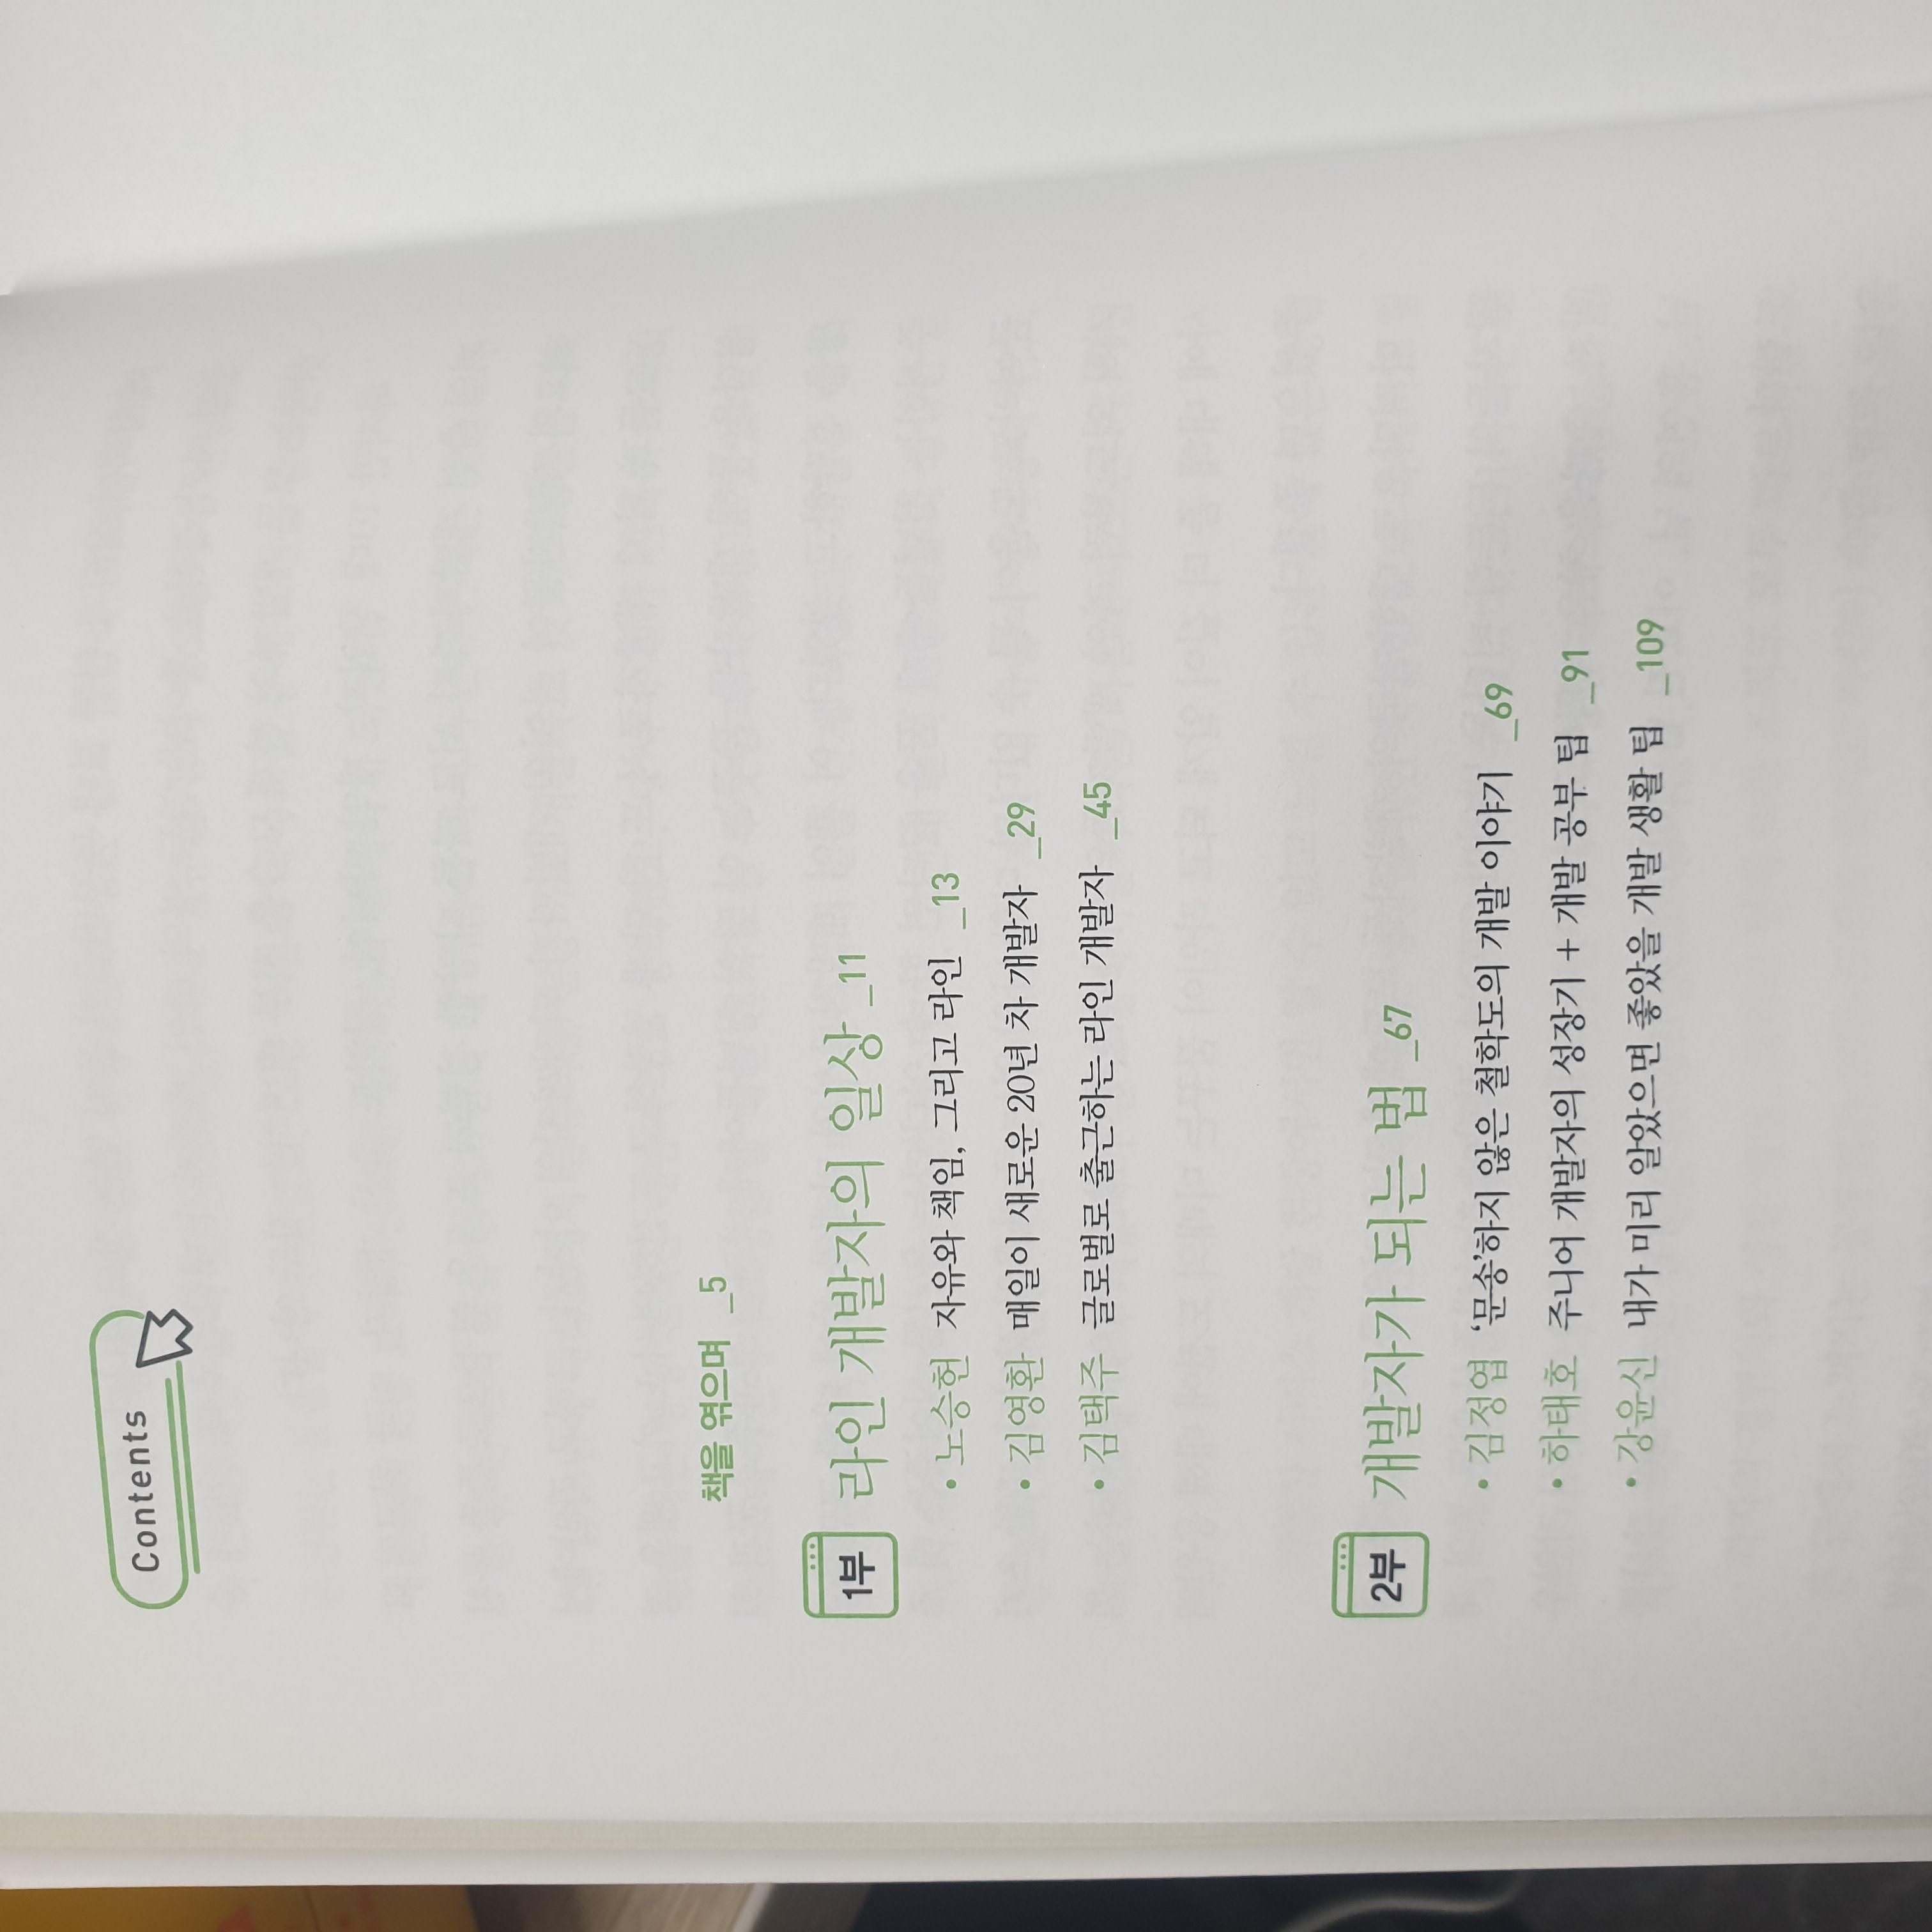 Contents
책을 엮으며 _5
1부 라인 개발자의 일상 _11
• 노승헌 자유와 책임, 그리고 라인 _13
• 김영환 매일이 새로운 20년 차 개발자 _29
• 김택주 글로벌로 출근하는 라인 개발자 _45
2부 개발자가 되는 법 _67
• 김정엽 ‘문송’하지 않은 철학도의 개발 이야기 _69
• 하태호 주니어 개발자의 성장기 + 개발 공부 팁 _91
• 강윤신 내가 미리 알았으면 좋았을 개발 생활 팁 _109